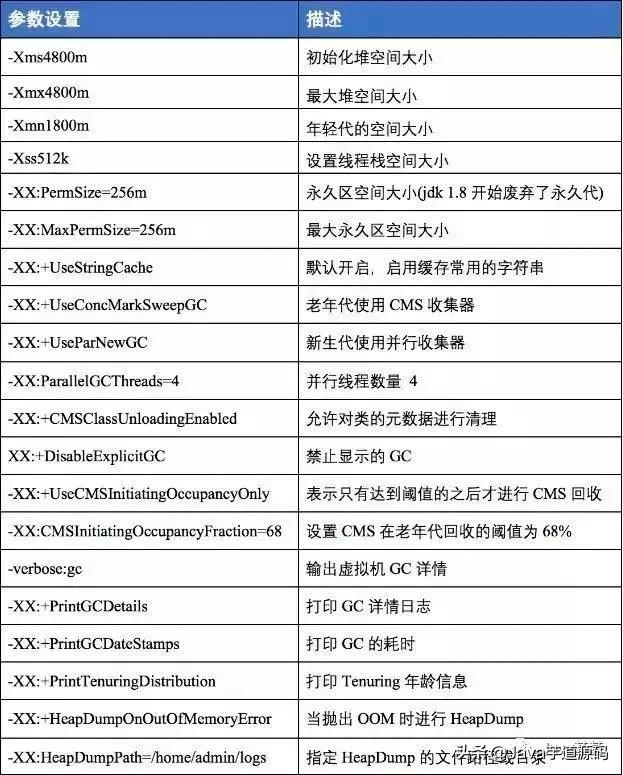 参数设置 描述
-Xms4800m 初始化堆空间大小
-Xmx4800m 最大堆空间大小
-Xmn1800m 年轻代的空间大小
-Xss512k 设置线程栈空间大小
-XX:PermSize=256m 永久区空间大小(jdk 1.8 开始废弃了永久代)
-XX:MaxPermSize=256m 最大永久区空间大小
-XX:+UseStringCache 默认开启，启用缓存常用的字符串
-XX:+UseConcMarkSweepGC 老年代使用 CMS 收集器
-XX:+UseParNewGC 新生代使用并行收集器
-XX:ParallelGCThreads=4 并行线程数量 4
-XX:+CMSClassUnloadingEnabled 允许对类的元数据进行清理
XX:+DisableExplicitGC 禁止显示的 GC
-XX:+UseCMSInitiatingOccupancyOnly 表示只有达到阈值的之后才进行 CMS 回收
-XX:CMSInitiatingOccupancyFraction=68 设置 CMS 在老年代回收的阈值为 68%
-verbose:gc 输出虚拟机 GC 详情
-XX:+PrintGCDetails 打印 GC 详情日志
-XX:+PrintGCDateStamps 打印 GC 的耗时
-XX:+PrintTenuringDistribution 打印 Tenuring 年龄信息
-XX:+HeapDumpOnOutOfMemoryError 当抛出 OOM 时进行 HeapDump
-XX:HeapDumpPath=/home/admin/logs 指定 HeapDump 的文件路径或目录
头条@Java芋道源码